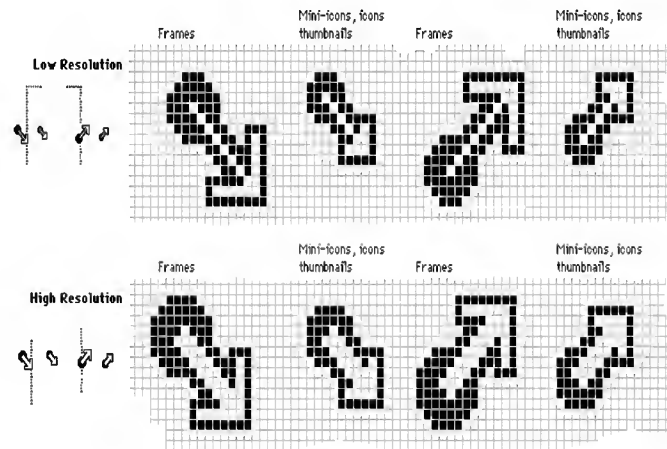 Mini-icons, icons
Mini-icons, icons
Frames
thumbnails
Frames
thumbnails
Low Resolution
Mini-icons, icons
Mini-icons, icons
Frames
thumbnails
Frames
thumbnails
High Resolution